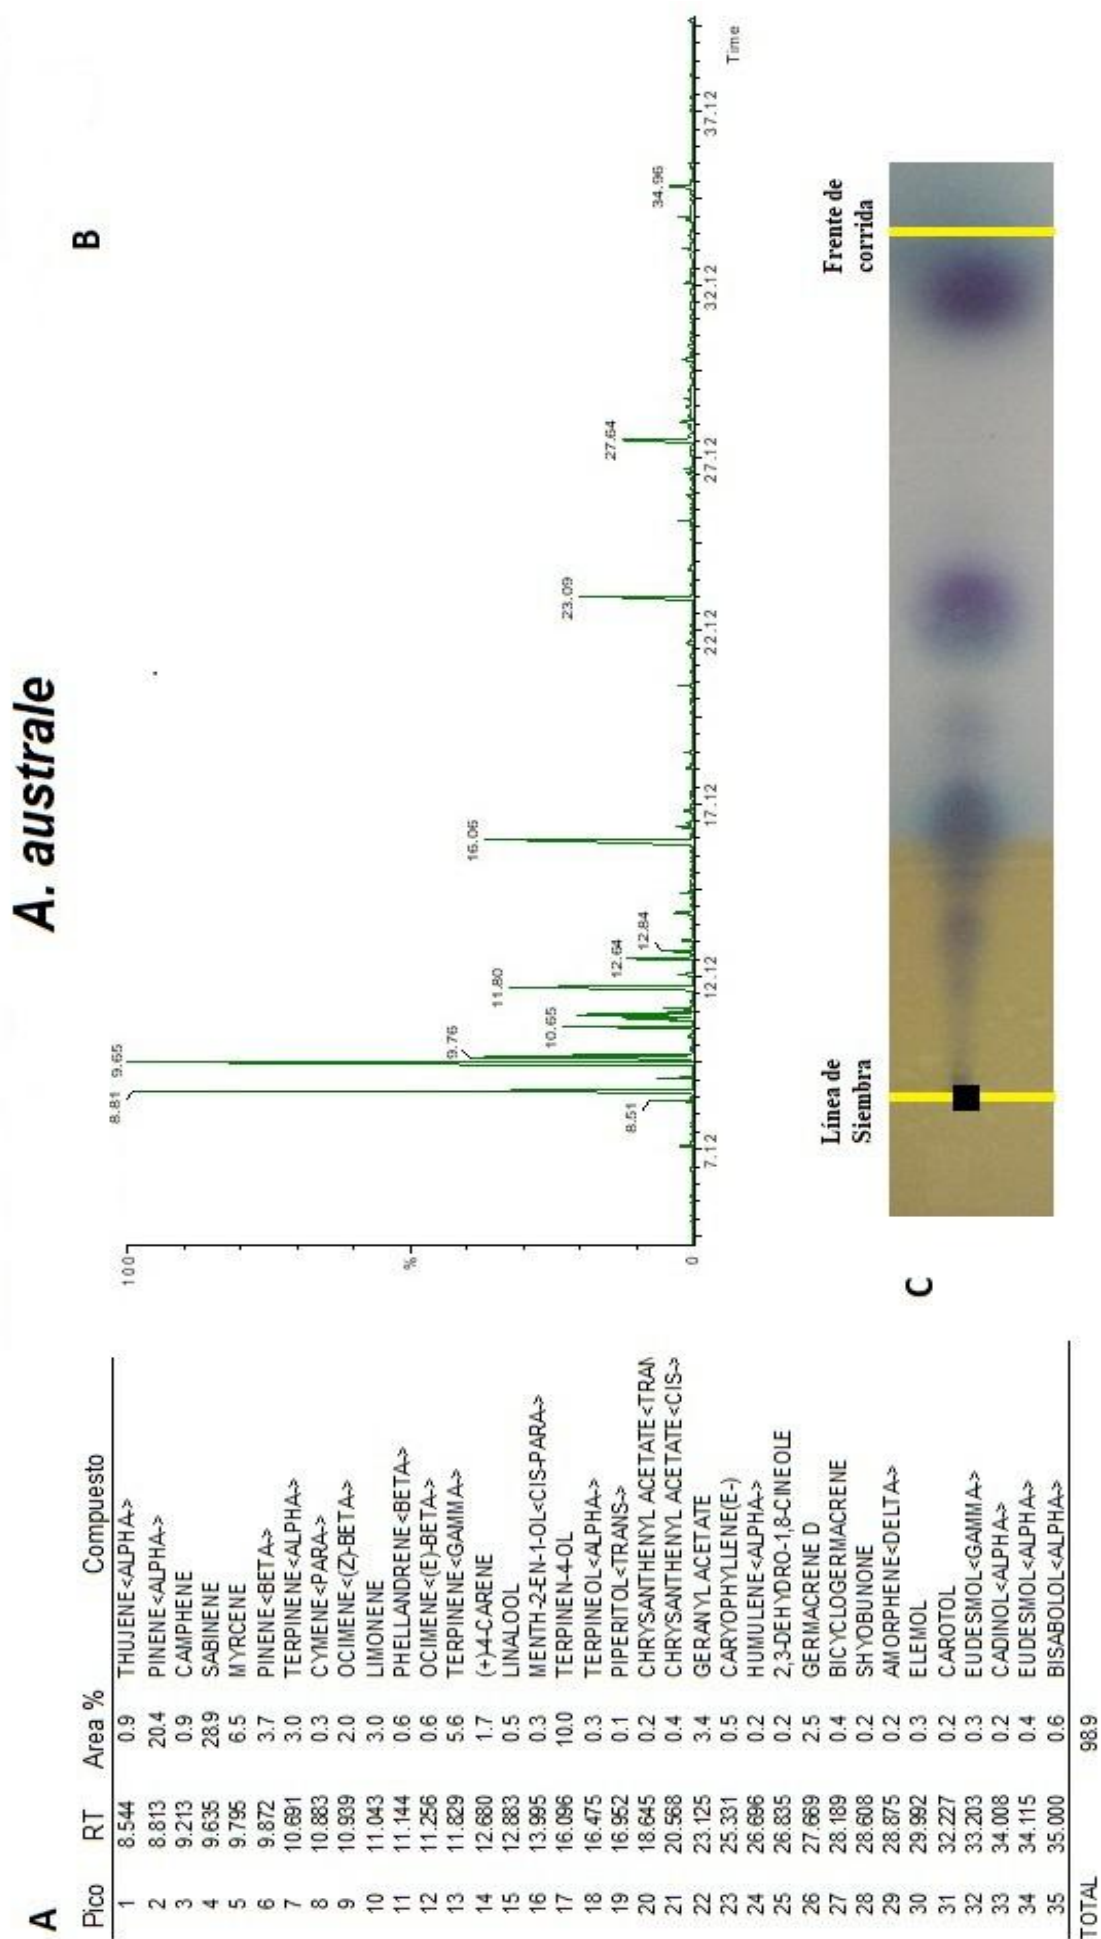 A. australe
A
Pico RT Area % Compuesto
1 8.544 0.9 THUJENE<ALPHA->
2 8.813 20.4 PINENE<ALPHA->
3 9.213 0.9 CAMPHENE
4 9.635 28.9 SABINENE
5 9.795 6.5 MYRCENE
6 9.872 3.7 PINENE<BETA->
7 10.691 3.0 TERPINENE<ALPHA->
8 10.883 0.3 CYMENE<PARA->
9 10.939 2.0 OCIMENE<(Z)-BETA->
10 11.043 3.0 LIMONENE
11 11.144 0.6 PHELLANDRENE<BETA->
12 11.256 0.6 OCIMENE<(E)-BETA->
13 11.829 5.6 TERPINENE<GAMMA->
14 12.680 1.7 (+)-4-CARENE
15 12.883 0.5 LINALOOL
16 13.995 0.3 MENTH-2-EN-1-OL<CIS-PARA->
17 16.096 10.0 TERPINEN-4-OL
18 16.475 0.3 TERPINEOL<ALPHA->
19 16.952 0.1 PIPERITOL<TRANS->
20 18.645 0.2 CHRYSANTHENYL ACETATE<TRAN
21 20.568 0.4 CHRYSANTHENYL ACETATE<CIS->
22 23.125 3.4 GERANYL ACETATE
23 25.331 0.5 CARYOPHYLLENE(E-)
24 26.696 0.2 HUMULENE<ALPHA->
25 26.835 0.2 2,3-DEHYDRO-1,8-CINEOLE
26 27.669 2.5 GERMACRENE D
27 28.189 0.4 BICYCLOGERMACRENE
28 28.608 0.2 SHYOBUNONE
29 28.875 0.2 AMORPHENE<DELTA->
30 29.992 0.3 ELEMOL
31 32.227 0.2 CAROTOL
32 33.203 0.3 EUDESMOL<GAMMA->
33 34.008 0.2 CADINOL<ALPHA->
34 34.115 0.4 EUDESMOL<ALPHA->
35 35.000 0.6 BISABOLOL<ALPHA->
TOTAL 98.9
B
100
%
0
8.81
9.65
9.76
8.51
10.65
11.80
12.64
12.84
16.06
23.09
27.64
34.96
7.12 12.12 17.12 22.12 27.12 32.12 37.12
Time
C
Línea de
Siembra
Frente de
corrida